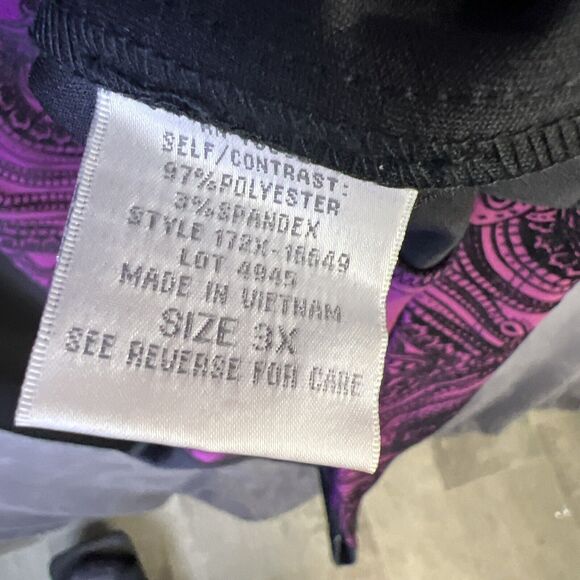 SELF/CONTRAST:
97%POLYESTER
3%SPANDEX
STYLE 172X-16649
LOT 4945
MADE IN VIETNAM
SIZE 3X
SEE REVERSE FOR CARE